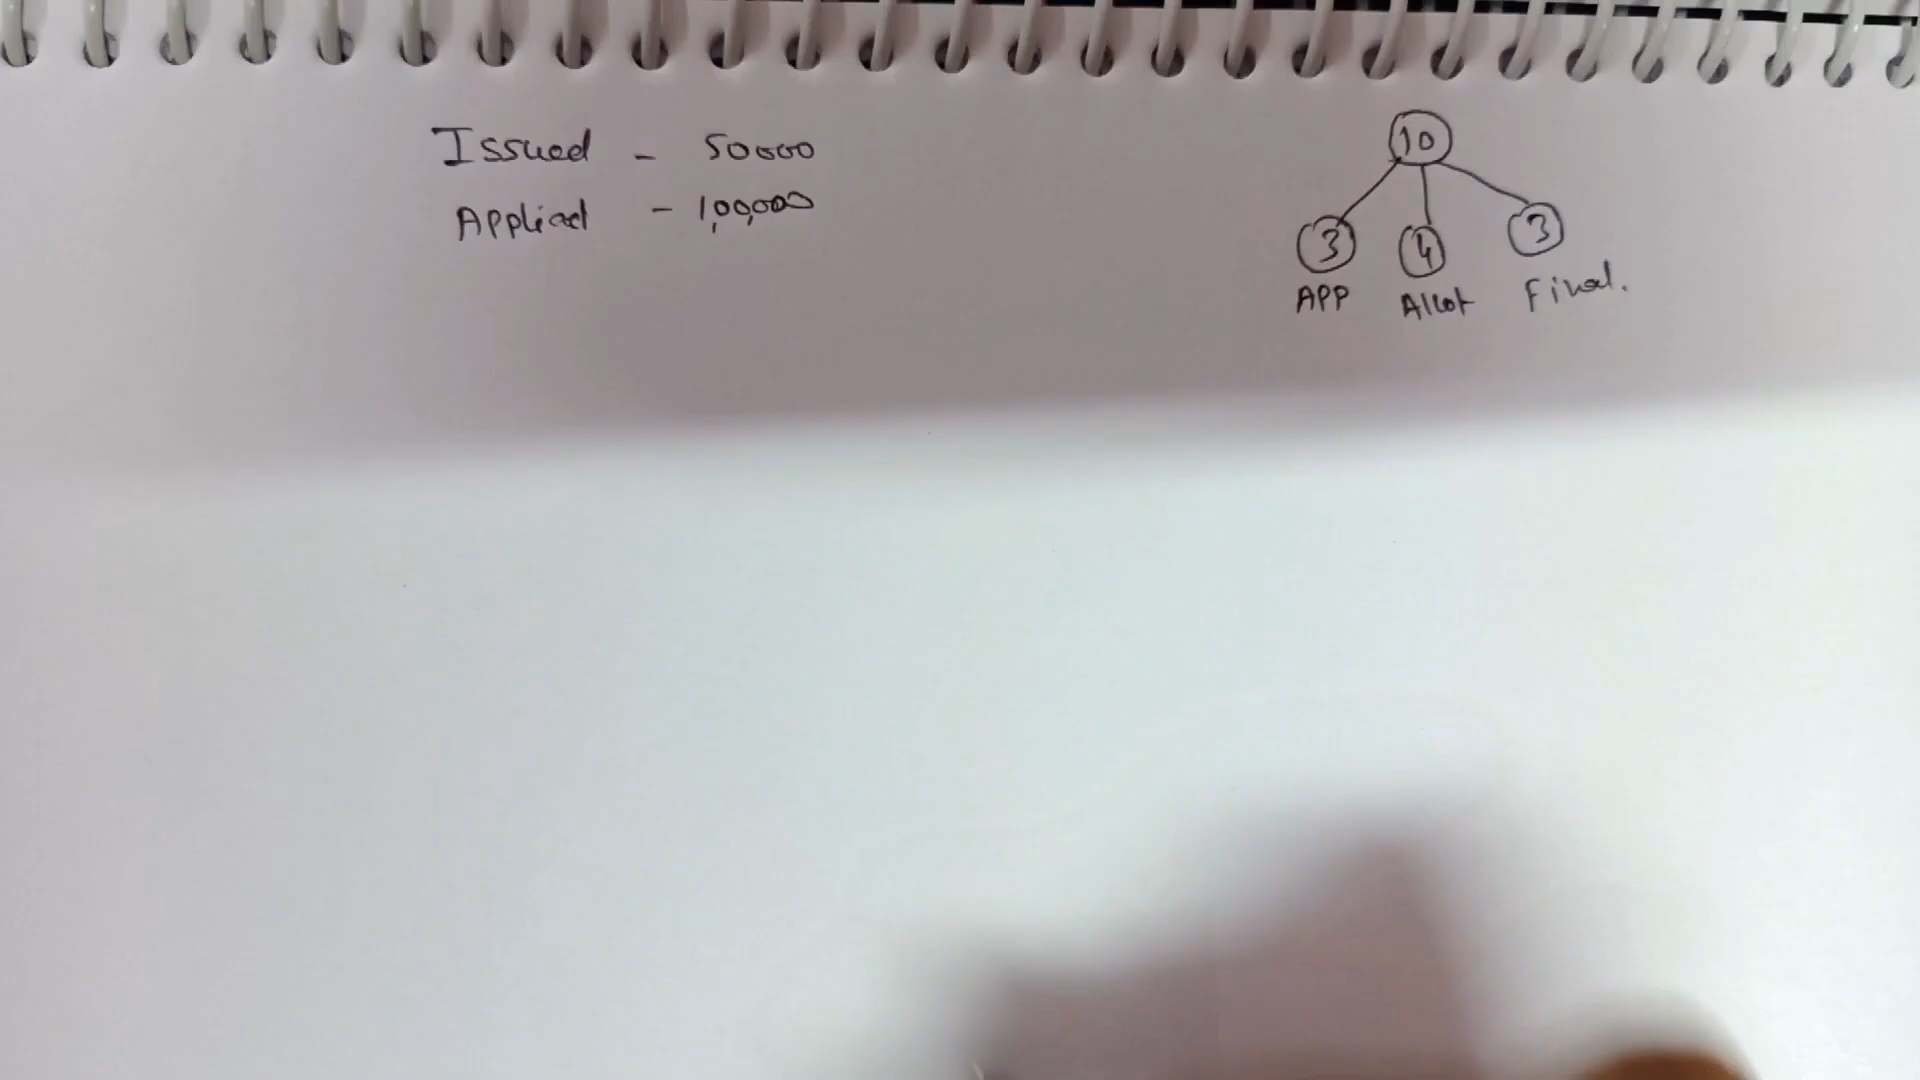 Issued - 50000
Applied - 1,00,000
10
3 4 3
APP Allot Final.